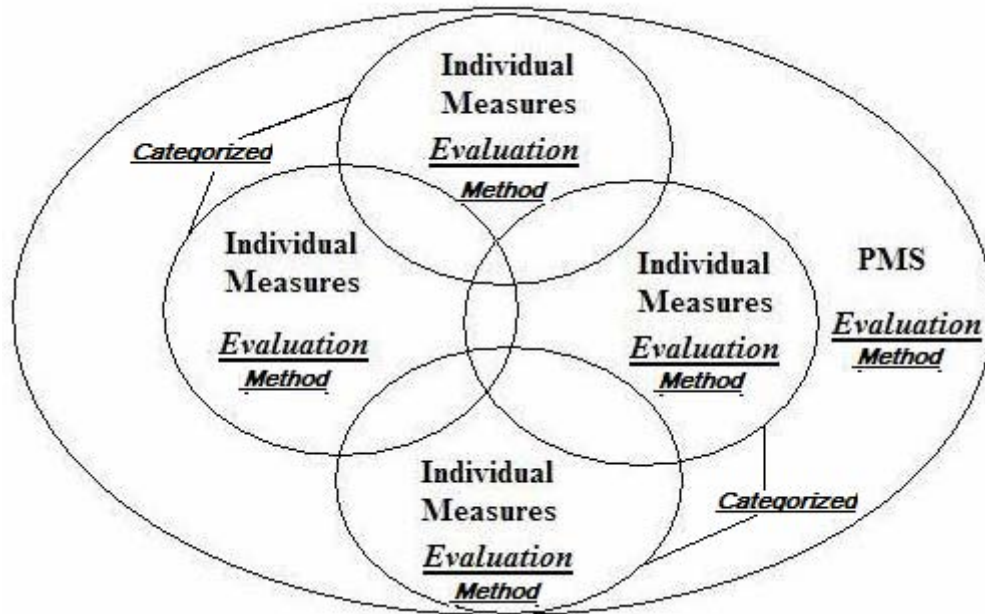 Individual
Measures
Evaluation
Method
Categorized
Individual
Measures
Evaluation
Method
Individual
Measures
Evaluation
Method
PMS
Evaluation
Method
Individual
Measures
Evaluation
Method
Categorized